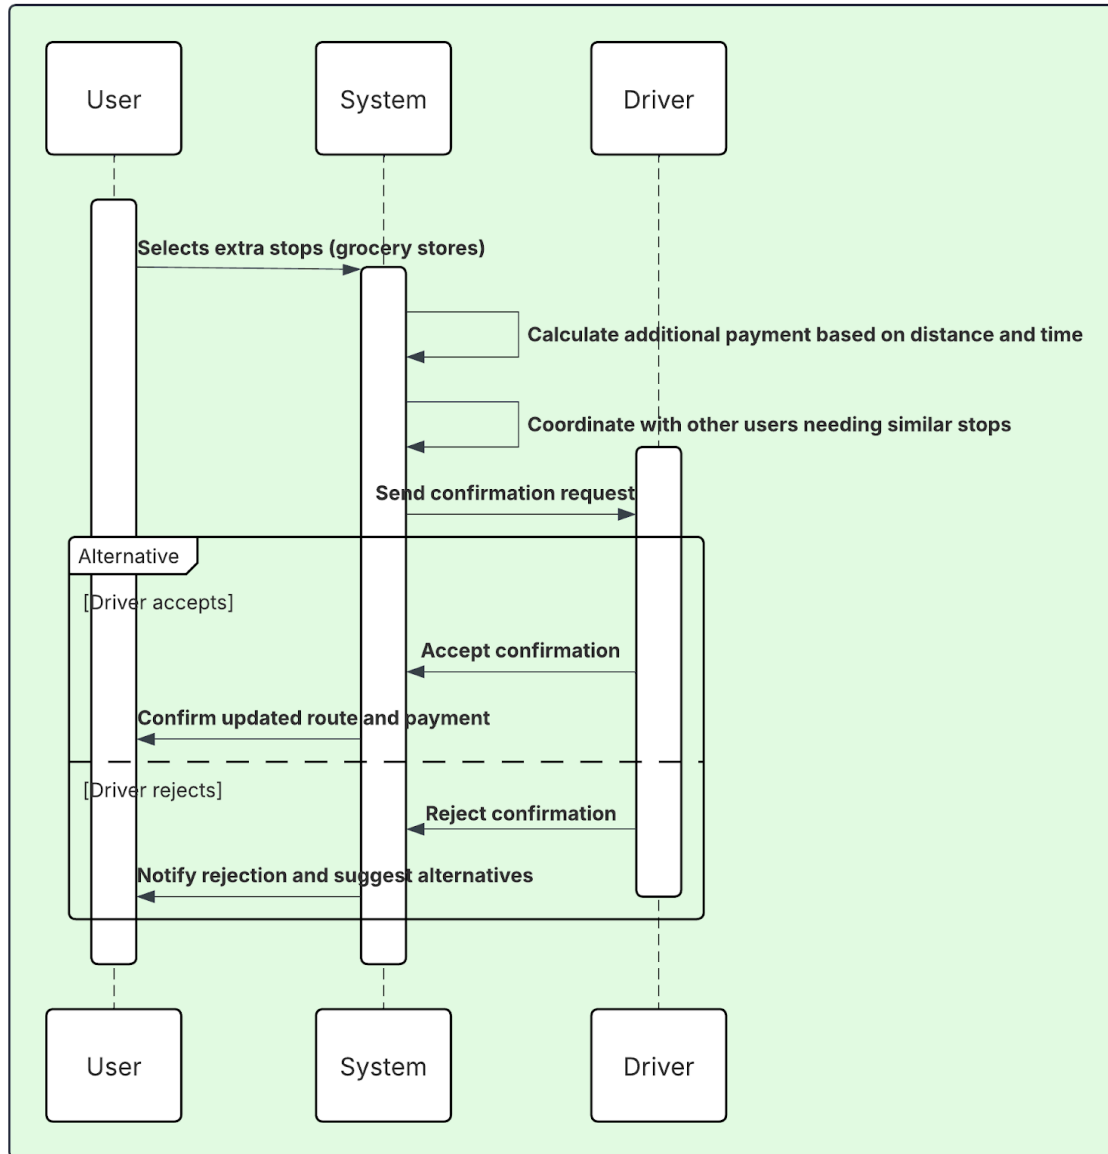 User
System
Driver
Selects extra stops (grocery stores)
Calculate additional payment based on distance and time
Coordinate with other users needing similar stops
Send confirmation request
Alternative
[Driver accepts]
Accept confirmation
Confirm updated route and payment
[Driver rejects]
Reject confirmation
Notify rejection and suggest alternatives
User
System
Driver